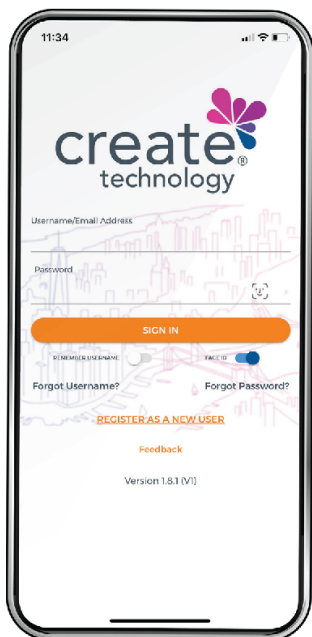 11:34
create®
technology
Username/Email Address
Password
SIGN IN
REMEMBER USERNAME
FACE ID
Forgot Username?
Forgot Password?
REGISTER AS A NEW USER
Feedback
Version 1.8.1 (V1)